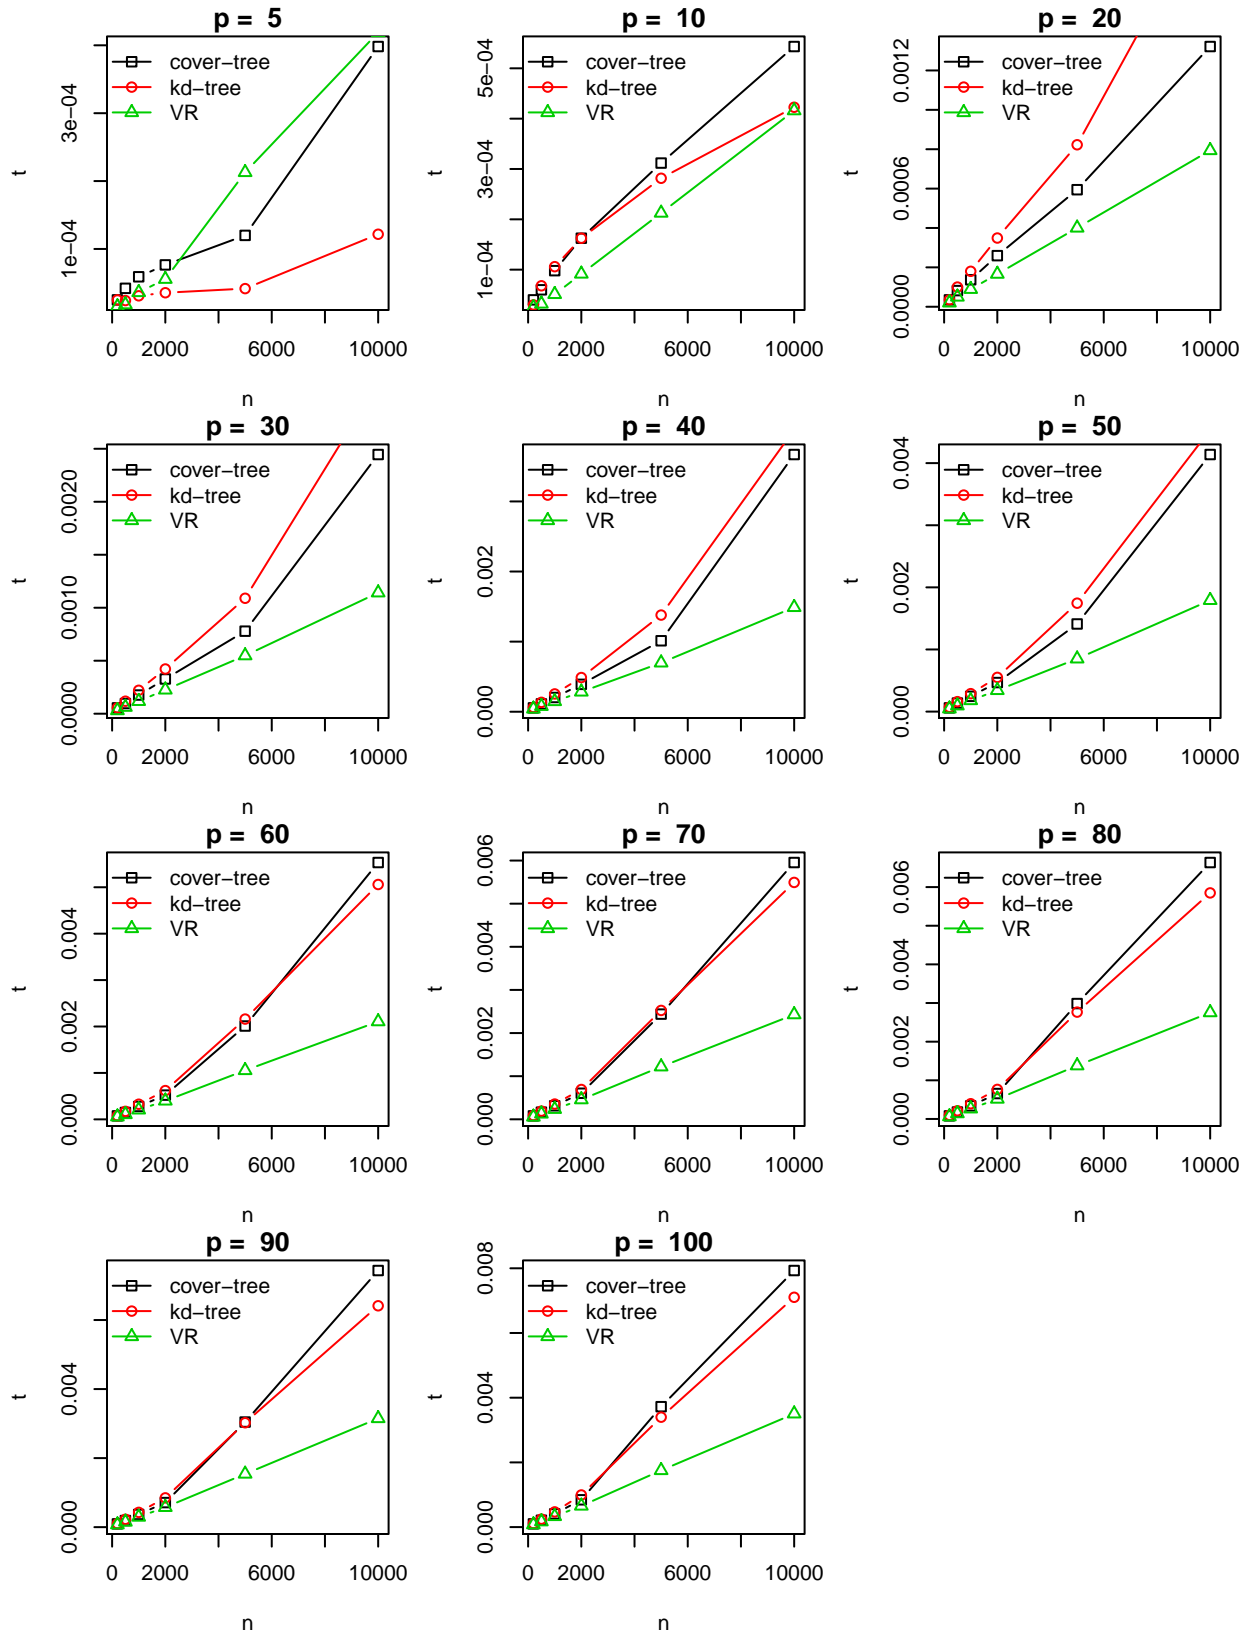 p = 5
cover−tree
kd−tree
VR
t
1e−04
3e−04
0
2000
6000
10000
n
p = 10
cover−tree
kd−tree
VR
t
1e−04
3e−04
5e−04
0
2000
6000
10000
n
p = 20
cover−tree
kd−tree
VR
t
0.0000
0.0006
0.0012
0
2000
6000
10000
n
p = 30
cover−tree
kd−tree
VR
t
0.0000
0.0010
0.0020
0
2000
6000
10000
n
p = 40
cover−tree
kd−tree
VR
t
0.000
0.002
0
2000
6000
10000
n
p = 50
cover−tree
kd−tree
VR
t
0.000
0.002
0.004
0
2000
6000
10000
n
p = 60
cover−tree
kd−tree
VR
t
0.000
0.002
0.004
0
2000
6000
10000
n
p = 70
cover−tree
kd−tree
VR
t
0.000
0.002
0.004
0.006
0
2000
6000
10000
n
p = 80
cover−tree
kd−tree
VR
t
0.000
0.002
0.004
0.006
0
2000
6000
10000
n
p = 90
cover−tree
kd−tree
VR
t
0.000
0.004
0
2000
6000
10000
n
p = 100
cover−tree
kd−tree
VR
t
0.000
0.004
0.008
0
2000
6000
10000
n